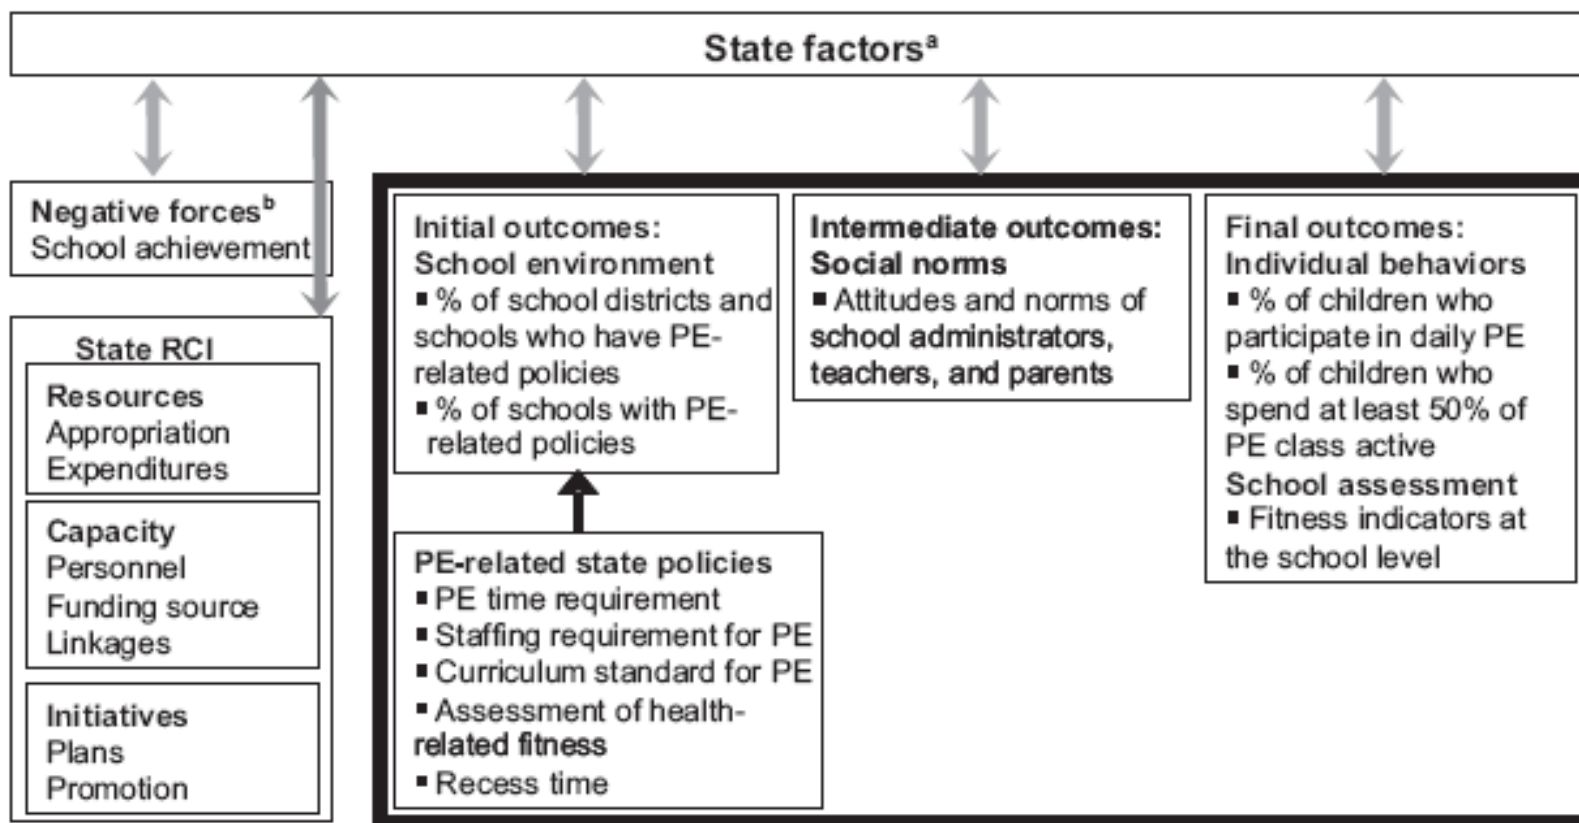 State factorsa
Negative forcesb
School achievement
State RCI
Resources
Appropriation
Expenditures
Capacity
Personnel
Funding source
Linkages
Initiatives
Plans
Promotion
Initial outcomes:
School environment
▪ % of school districts and
schools who have PE-
related policies
▪ % of schools with PE-
related policies
PE-related state policies
▪ PE time requirement
▪ Staffing requirement for PE
▪ Curriculum standard for PE
▪ Assessment of health-
related fitness
▪ Recess time
Intermediate outcomes:
Social norms
▪ Attitudes and norms of
school administrators,
teachers, and parents
Final outcomes:
Individual behaviors
▪ % of children who
participate in daily PE
▪ % of children who
spend at least 50% of
PE class active
School assessment
▪ Fitness indicators at
the school level